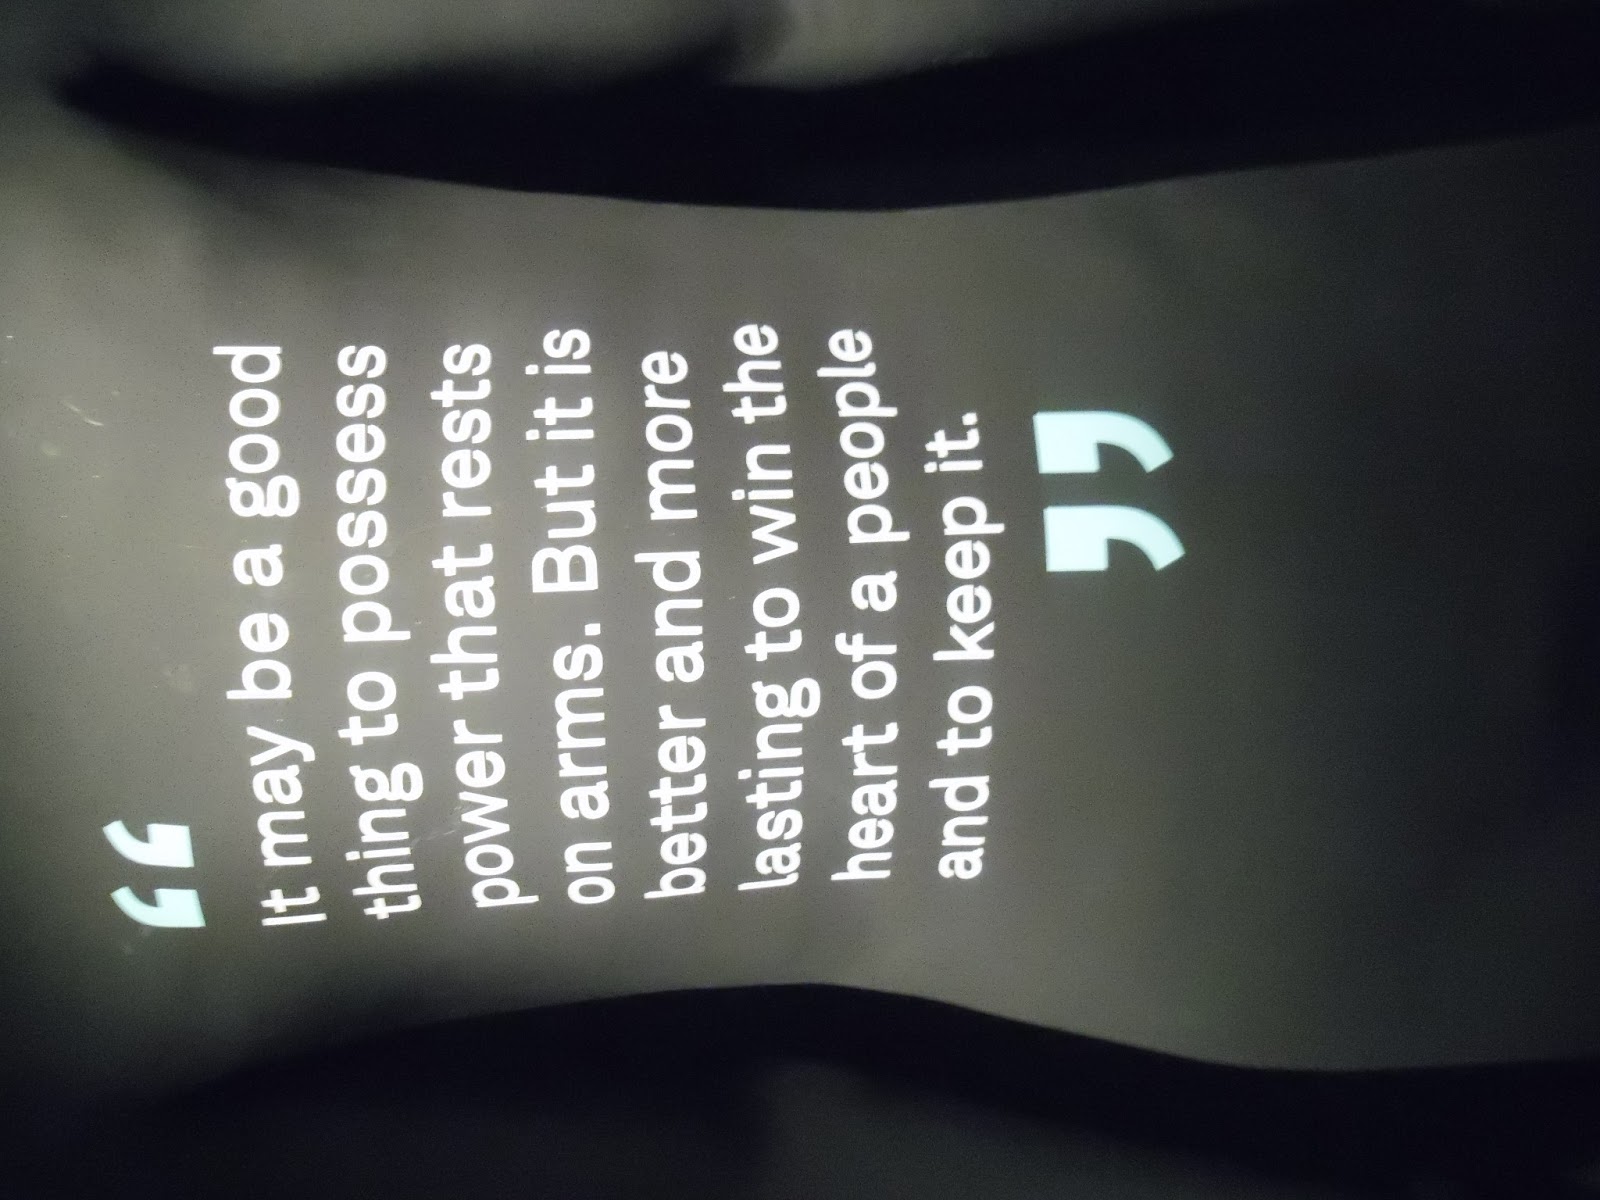 “
It may be a good
thing to possess
power that rests
on arms. But it is
better and more
lasting to win the
heart of a people
and to keep it.
”